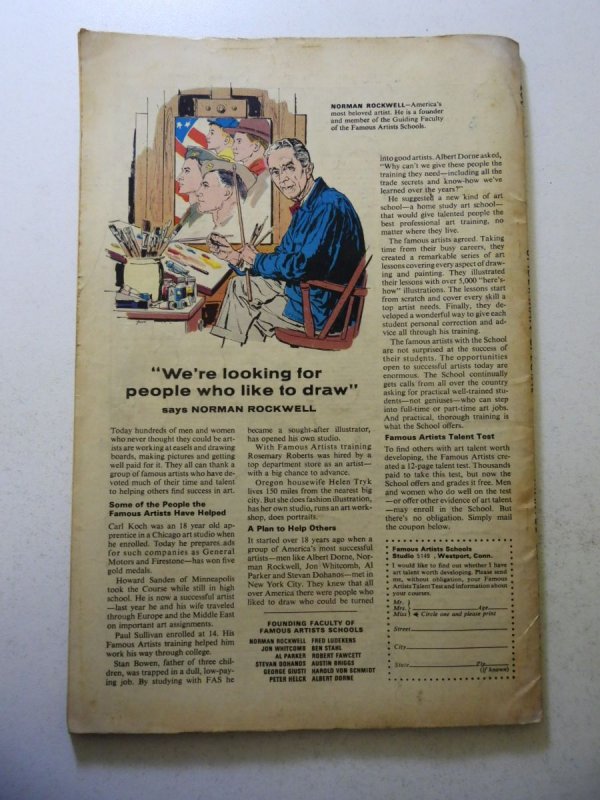 NORMAN ROCKWELL—America's
most beloved artist. He is a founder
and member of the Guiding Faculty
of the Famous Artists Schools.
"We're looking for
people who like to draw"
says NORMAN ROCKWELL
Today hundreds of men and women
who never thought they could be art-
ists are working at easels and drawing
boards, making pictures and getting
well paid for it. They all can thank a
group of famous artists who have de-
voted much of their time and talent
to helping others find success in art.
Some of the People the
Famous Artists Have Helped
Carl Koch was an 18 year old ap-
prentice in a Chicago art studio when
he enrolled. Today he prepares ads
for such companies as General
Motors and Firestone—has won five
gold medals.
Howard Sanden of Minneapolis
took the Course while still in high
school. He is now a successful artist
—last year he and his wife traveled
through Europe and the Middle East
on important art assignments.
Paul Sullivan enrolled at 14. His
Famous Artists training helped him
work his way through college.
Stan Bowen, father of three chil-
dren, was trapped in a dull, low-pay-
ing job. By studying with FAS he
became a sought-after illustrator,
has opened his own studio.
With Famous Artists training
Rosemary Roberts was hired by a
top department store as an artist—
with a big chance to advance.
Oregon housewife Helen Tryk
lives 150 miles from the nearest big
city. But she does fashion illustration,
has her own studio, runs an art work-
shop, does portraits.
A Plan to Help Others
It started over 18 years ago when a
group of America's most successful
artists—men like Albert Dorne, Nor-
man Rockwell, Jon Whitcomb, Al
Parker and Stevan Dohanos—met in
New York City. They knew that all
over America there were people who
liked to draw who could be turned
into good artists. Albert Dorne asked,
"Why can't we give these people the
training they need—including all the
trade secrets and know-how we've
learned over the years?"
He suggested a new kind of art
school—a home study art school—
that would give talented people the
best professional art training, no
matter where they live.
The famous artists agreed. Taking
time from their busy careers, they
created a remarkable series of art
lessons covering every aspect of draw-
ing and painting. They illustrated
their lessons with over 5,000 "here's-
how" illustrations. The lessons start
from scratch and cover every skill a
top artist needs. Finally, they de-
veloped a wonderful way to give each
student personal correction and ad-
vice all through his training.
The famous artists with the School
are not surprised at the success of
their students. The opportunities
open to successful artists today are
enormous. The School continually
gets calls from all over the country
asking for practical well-trained stu-
dents—not geniuses—who can step
into full-time or part-time art jobs.
And practical, thorough training is
what the School offers.
Famous Artists Talent Test
To find others with art talent worth
developing, the Famous Artists cre-
ated a 12-page talent test. Thousands
paid to take this test, but now the
School offers and grades it free. Men
and women who do well on the test
—or offer other evidence of art talent
—may enroll in the School. But
there's no obligation. Simply mail
the coupon below.
FOUNDING FACULTY OF
FAMOUS ARTISTS SCHOOLS
NORMAN ROCKWELL FRED LUDEKENS
JON WHITCOMB BEN STAHL
AL PARKER ROBERT FAWCETT
STEVAN DOHANOS AUSTIN BRIGGS
GEORGE GIUSTI HAROLD VON SCHMIDT
PETER HELCK ALBERT DORNE
Famous Artists Schools
Studio 5149, Westport, Conn.
I would like to find out whether I have
art talent worth developing. Please send
me, without obligation, your Famous
Artists Talent Test and information about
your courses.
Mr.
Mrs. Age
Miss Circle one and please print
Street
City
State Zip
(if known)